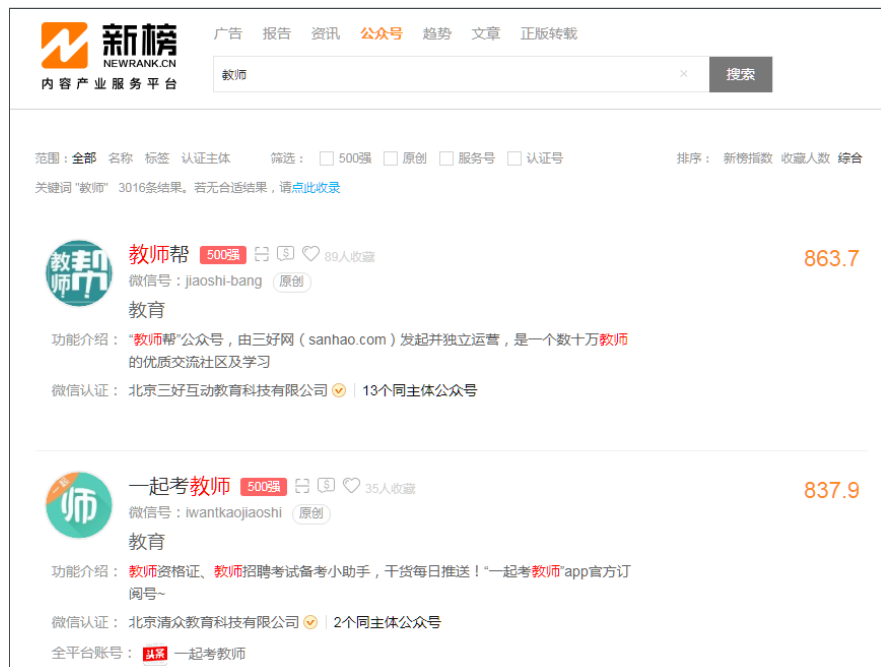 新榜
NEWRANK.CN
内容产业服务平台
广告 报告 资讯 公众号 趋势 文章 正版转载
教师 × 搜索
范围：全部 名称 标签 认证主体 筛选： 500强 原创 服务号 认证号 排序： 新榜指数 收藏人数 综合
关键词 "教师" 3016条结果。若无合适结果，请点此收录
教师帮
教师帮 500强 $ 89人收藏 863.7
微信号：jiaoshi-bang 原创
教育
功能介绍： “教师帮”公众号，由三好网（sanhao.com）发起并独立运营，是一个数十万教师
的优质交流社区及学习
微信认证： 北京三好互动教育科技有限公司 13个同主体公众号
一起 师
一起考教师 500强 $ 35人收藏 837.9
微信号：iwantkaojiaoshi 原创
教育
功能介绍： 教师资格证、教师招聘考试备考小助手，干货每日推送！“一起考教师”app官方订
阅号~
微信认证： 北京清众教育科技有限公司 2个同主体公众号
全平台账号： 头条 一起考教师